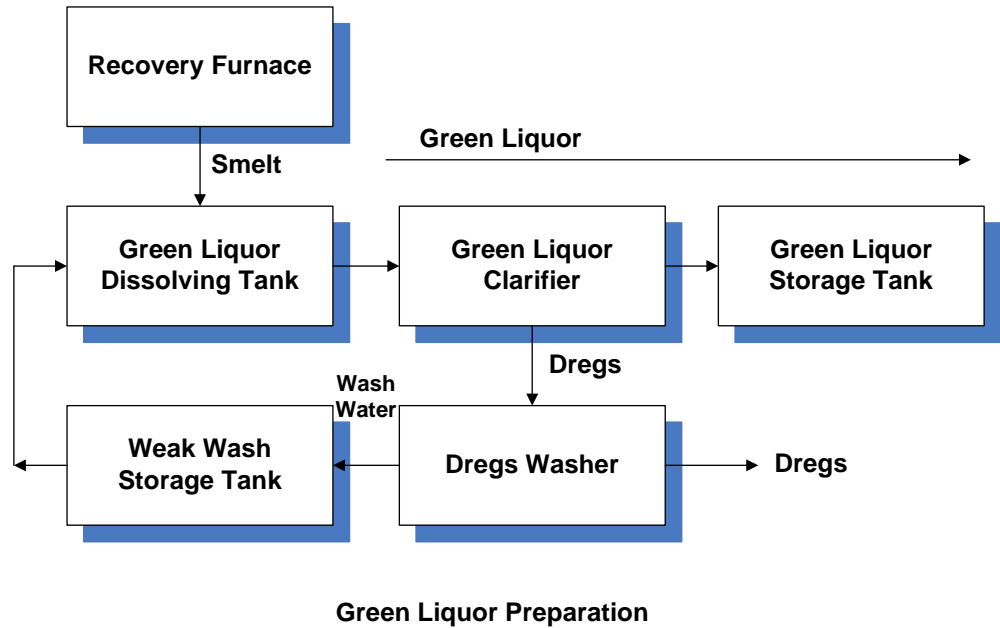 Recovery Furnace
Smelt
Green Liquor
Green Liquor
Dissolving Tank
Green Liquor
Clarifier
Green Liquor
Storage Tank
Dregs
Wash
Water
Weak Wash
Storage Tank
Dregs Washer
Dregs
Green Liquor Preparation